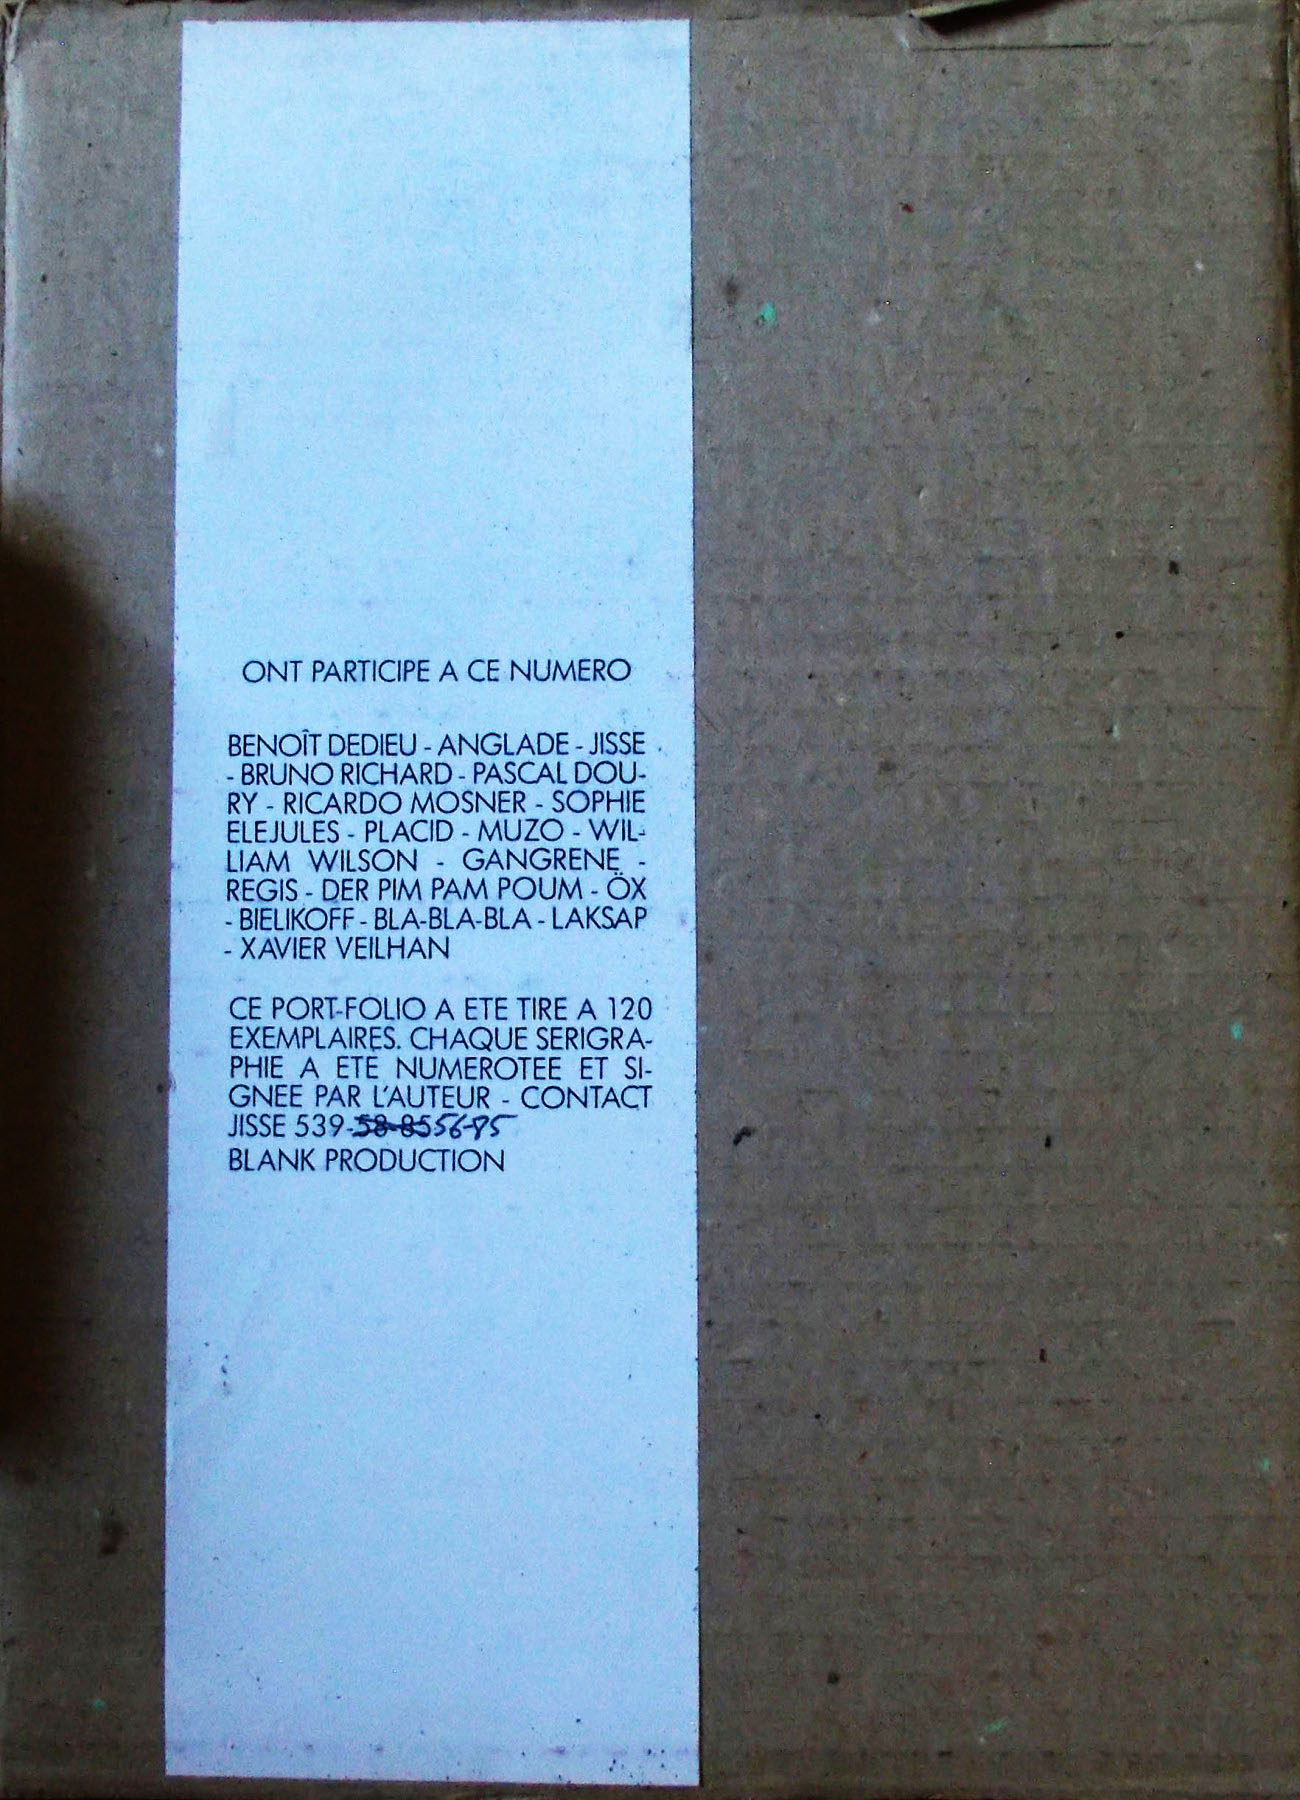 ONT PARTICIPE A CE NUMERO
BENOÎT DEDIEU - ANGLADE - JISSE
- BRUNO RICHARD - PASCAL DOU-
RY - RICARDO MOSNER - SOPHIE
ELEJULES - PLACID - MUZO - WIL-
LIAM WILSON - GANGRENE -
REGIS - DER PIM PAM POUM - ÖX
- BIELIKOFF - BLA-BLA-BLA - LAKSAP
- XAVIER VEILHAN
CE PORT-FOLIO A ETE TIRE A 120
EXEMPLAIRES. CHAQUE SERIGRA-
PHIE A ETE NUMEROTEE ET SI-
GNEE PAR L'AUTEUR - CONTACT
JISSE 539-58-85 56-95
BLANK PRODUCTION